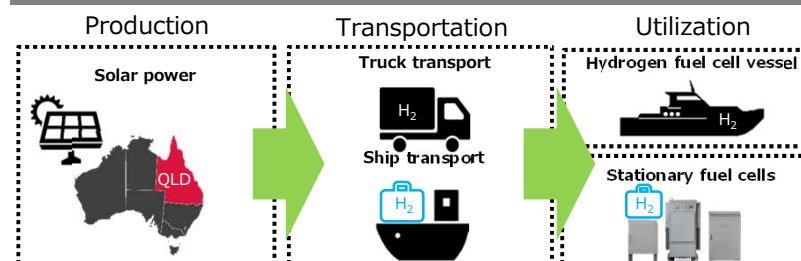 Production
Solar power
QLD
Transportation
Truck transport
H2
Ship transport
H2
Utilization
Hydrogen fuel cell vessel
H2
Stationary fuel cells
H2